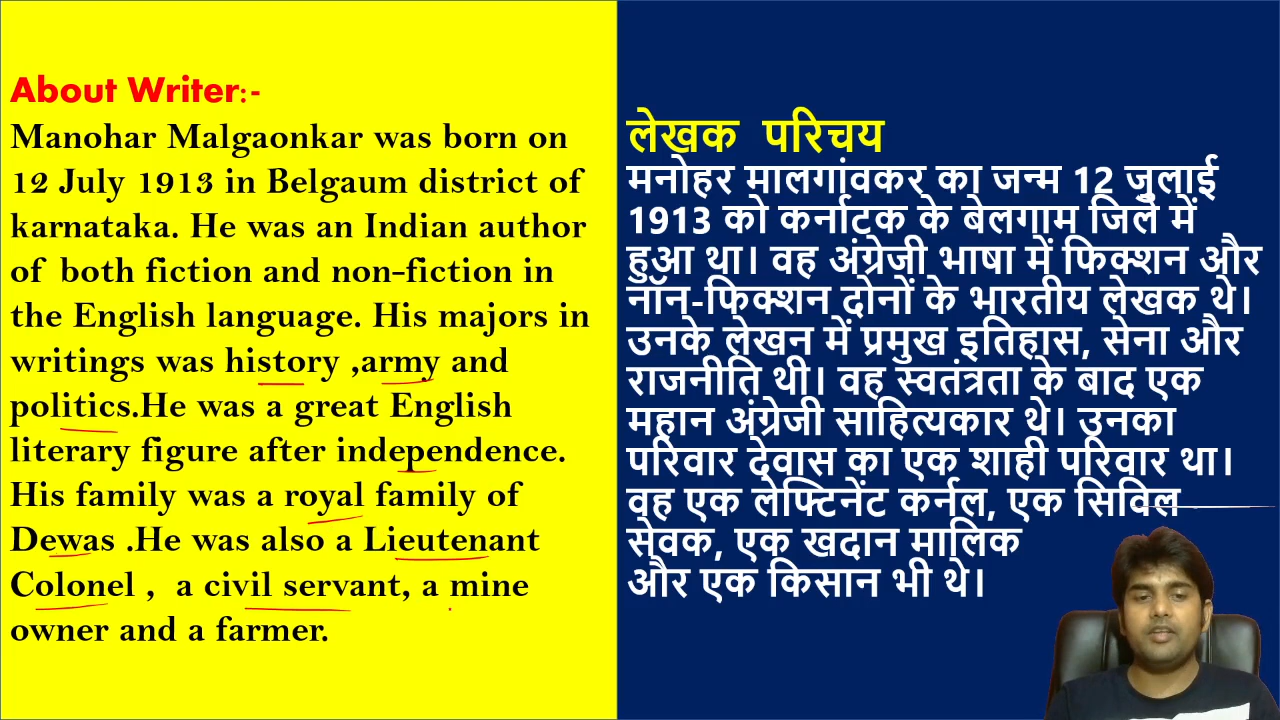 About Writer:-
Manohar Malgaonkar was born on
12 July 1913 in Belgaum district of
karnataka. He was an Indian author
of both fiction and non-fiction in
the English language. His majors in
writings was history ,army and
politics.He was a great English
literary figure after independence.
His family was a royal family of
Dewas .He was also a Lieutenant
Colonel , a civil servant, a mine
owner and a farmer.
लेखक परिचय
मनोहर मालगांवकर का जन्म 12 जुलाई
1913 को कर्नाटक के बेलगाम जिले में
हुआ था। वह अंग्रेजी भाषा में फिक्शन और
नॉन-फिक्शन दोनों के भारतीय लेखक थे।
उनके लेखन में प्रमुख इतिहास, सेना और
राजनीति थी। वह स्वतंत्रता के बाद एक
महान अंग्रेजी साहित्यकार थे। उनका
परिवार देवास का एक शाही परिवार था।
वह एक लेफ्टिनेंट कर्नल, एक सिविल
सेवक, एक खदान मालिक
और एक किसान भी थे।